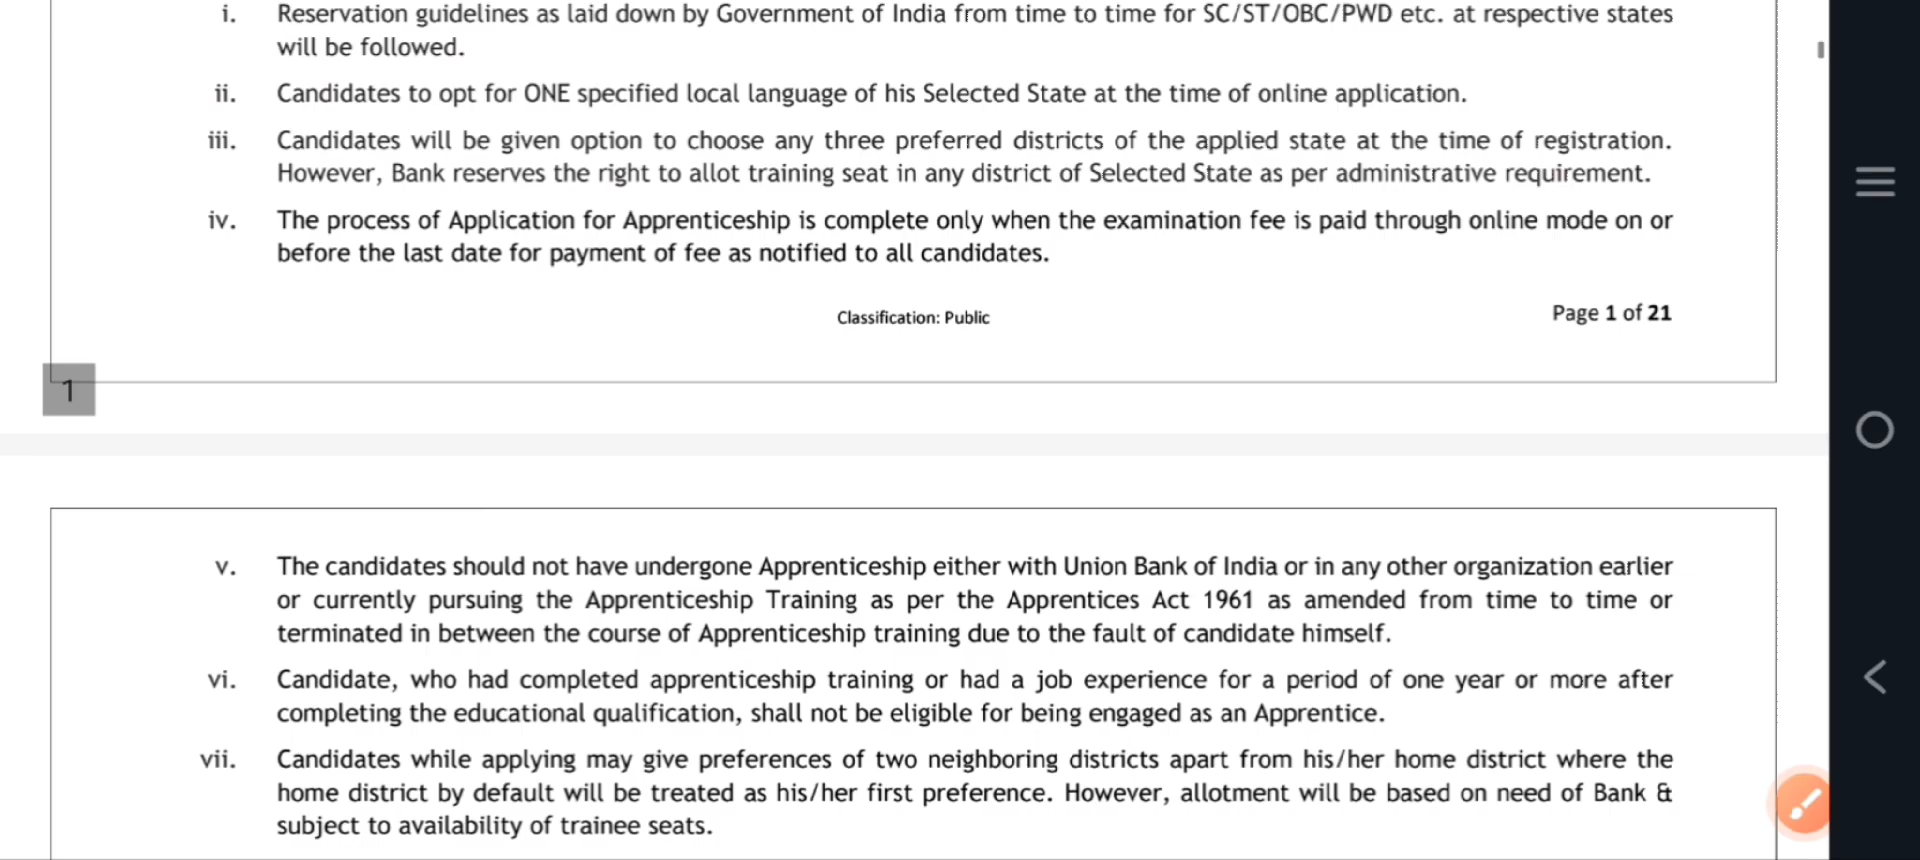 i. Reservation guidelines as laid down by Government of India from time to time for SC/ST/OBC/PWD etc. at respective states
will be followed.
ii. Candidates to opt for ONE specified local language of his Selected State at the time of online application.
iii. Candidates will be given option to choose any three preferred districts of the applied state at the time of registration.
However, Bank reserves the right to allot training seat in any district of Selected State as per administrative requirement.
iv. The process of Application for Apprenticeship is complete only when the examination fee is paid through online mode on or
before the last date for payment of fee as notified to all candidates.
Classification: Public
Page 1 of 21
1
v. The candidates should not have undergone Apprenticeship either with Union Bank of India or in any other organization earlier
or currently pursuing the Apprenticeship Training as per the Apprentices Act 1961 as amended from time to time or
terminated in between the course of Apprenticeship training due to the fault of candidate himself.
vi. Candidate, who had completed apprenticeship training or had a job experience for a period of one year or more after
completing the educational qualification, shall not be eligible for being engaged as an Apprentice.
vii. Candidates while applying may give preferences of two neighboring districts apart from his/her home district where the
home district by default will be treated as his/her first preference. However, allotment will be based on need of Bank &
subject to availability of trainee seats.